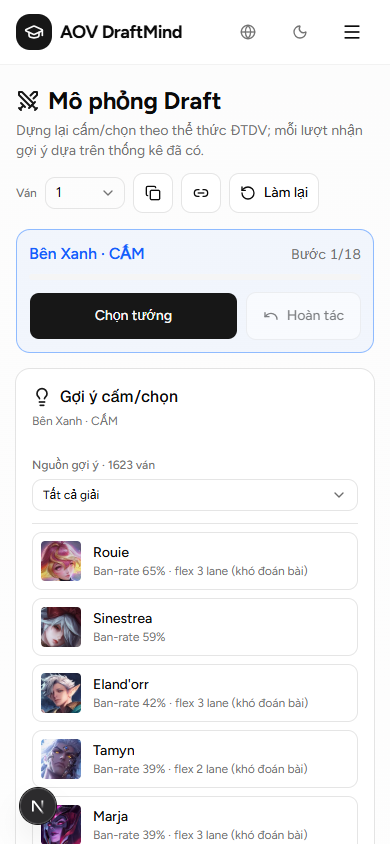 AOV DraftMind
Mô phỏng Draft
Dựng lại cấm/chọn theo thể thức ĐTDV; mỗi lượt nhận
gợi ý dựa trên thống kê đã có.
Ván 1 Làm lại
Bên Xanh · CẤM Bước 1/18
Chọn tướng Hoàn tác
Gợi ý cấm/chọn
Bên Xanh · CẤM
Nguồn gợi ý · 1623 ván
Tất cả giải
Rouie
Ban-rate 65% · flex 3 lane (khó đoán bài)
Sinestrea
Ban-rate 59%
Eland'orr
Ban-rate 42% · flex 3 lane (khó đoán bài)
Tamyn
Ban-rate 39% · flex 2 lane (khó đoán bài)
N
Marja
Ban-rate 39% · flex 3 lane (khó đoán bài)